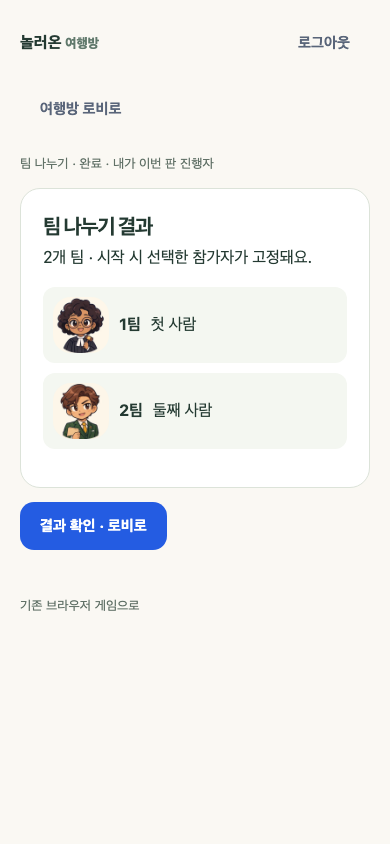 놀러온 여행방
로그아웃
여행방 로비로
팀 나누기 · 완료 · 내가 이번 판 진행자
팀 나누기 결과
2개 팀 · 시작 시 선택한 참가자가 고정돼요.
1팀 첫 사람
2팀 둘째 사람
결과 확인 · 로비로
기존 브라우저 게임으로